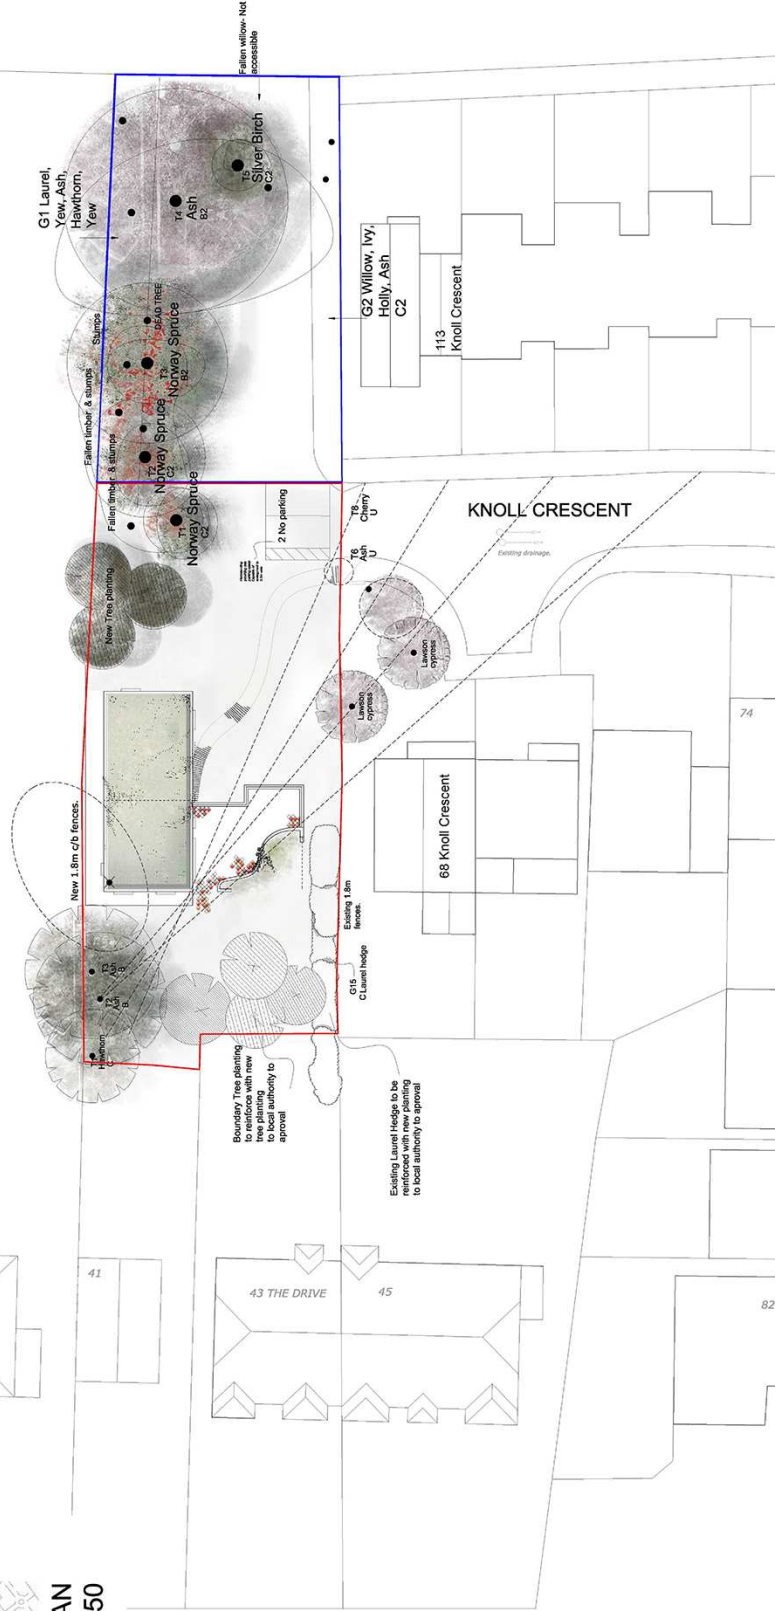 Fallen willow- Not
accessible
G1 Laurel,
Yew, Ash,
Hawthorn,
Yew
T5
Silver Birch
C2
T4
Ash
B2
G2 Willow, Ivy,
Holly, Ash
C2
113
Knoll Crescent
Stumps
DEAD TREE
T3
Norway Spruce
B2
Fallen timber & stumps
T2
Norway Spruce
C2
Fallen timber & stumps
T1
Norway Spruce
C2
2 No parking
T8
Cherry
U
T6
Ash
U
KNOLL CRESCENT
Existing drainage.
New Tree planting
Lawson
cypress
Lawson
cypress
74
68 Knoll Crescent
New 1.8m c/b fences.
Existing 1.8m
fences.
G15
C Laurel hedge
T3
Ash
B
T2
Ash
B
Hawthorn
Boundary Tree planting
to reinforce with new
tree planting
to local authority to
aproval
Existing Laurel Hedge to be
reinforced with new planting
to local authority to aproval
41
43 THE DRIVE
45
82
AN
50